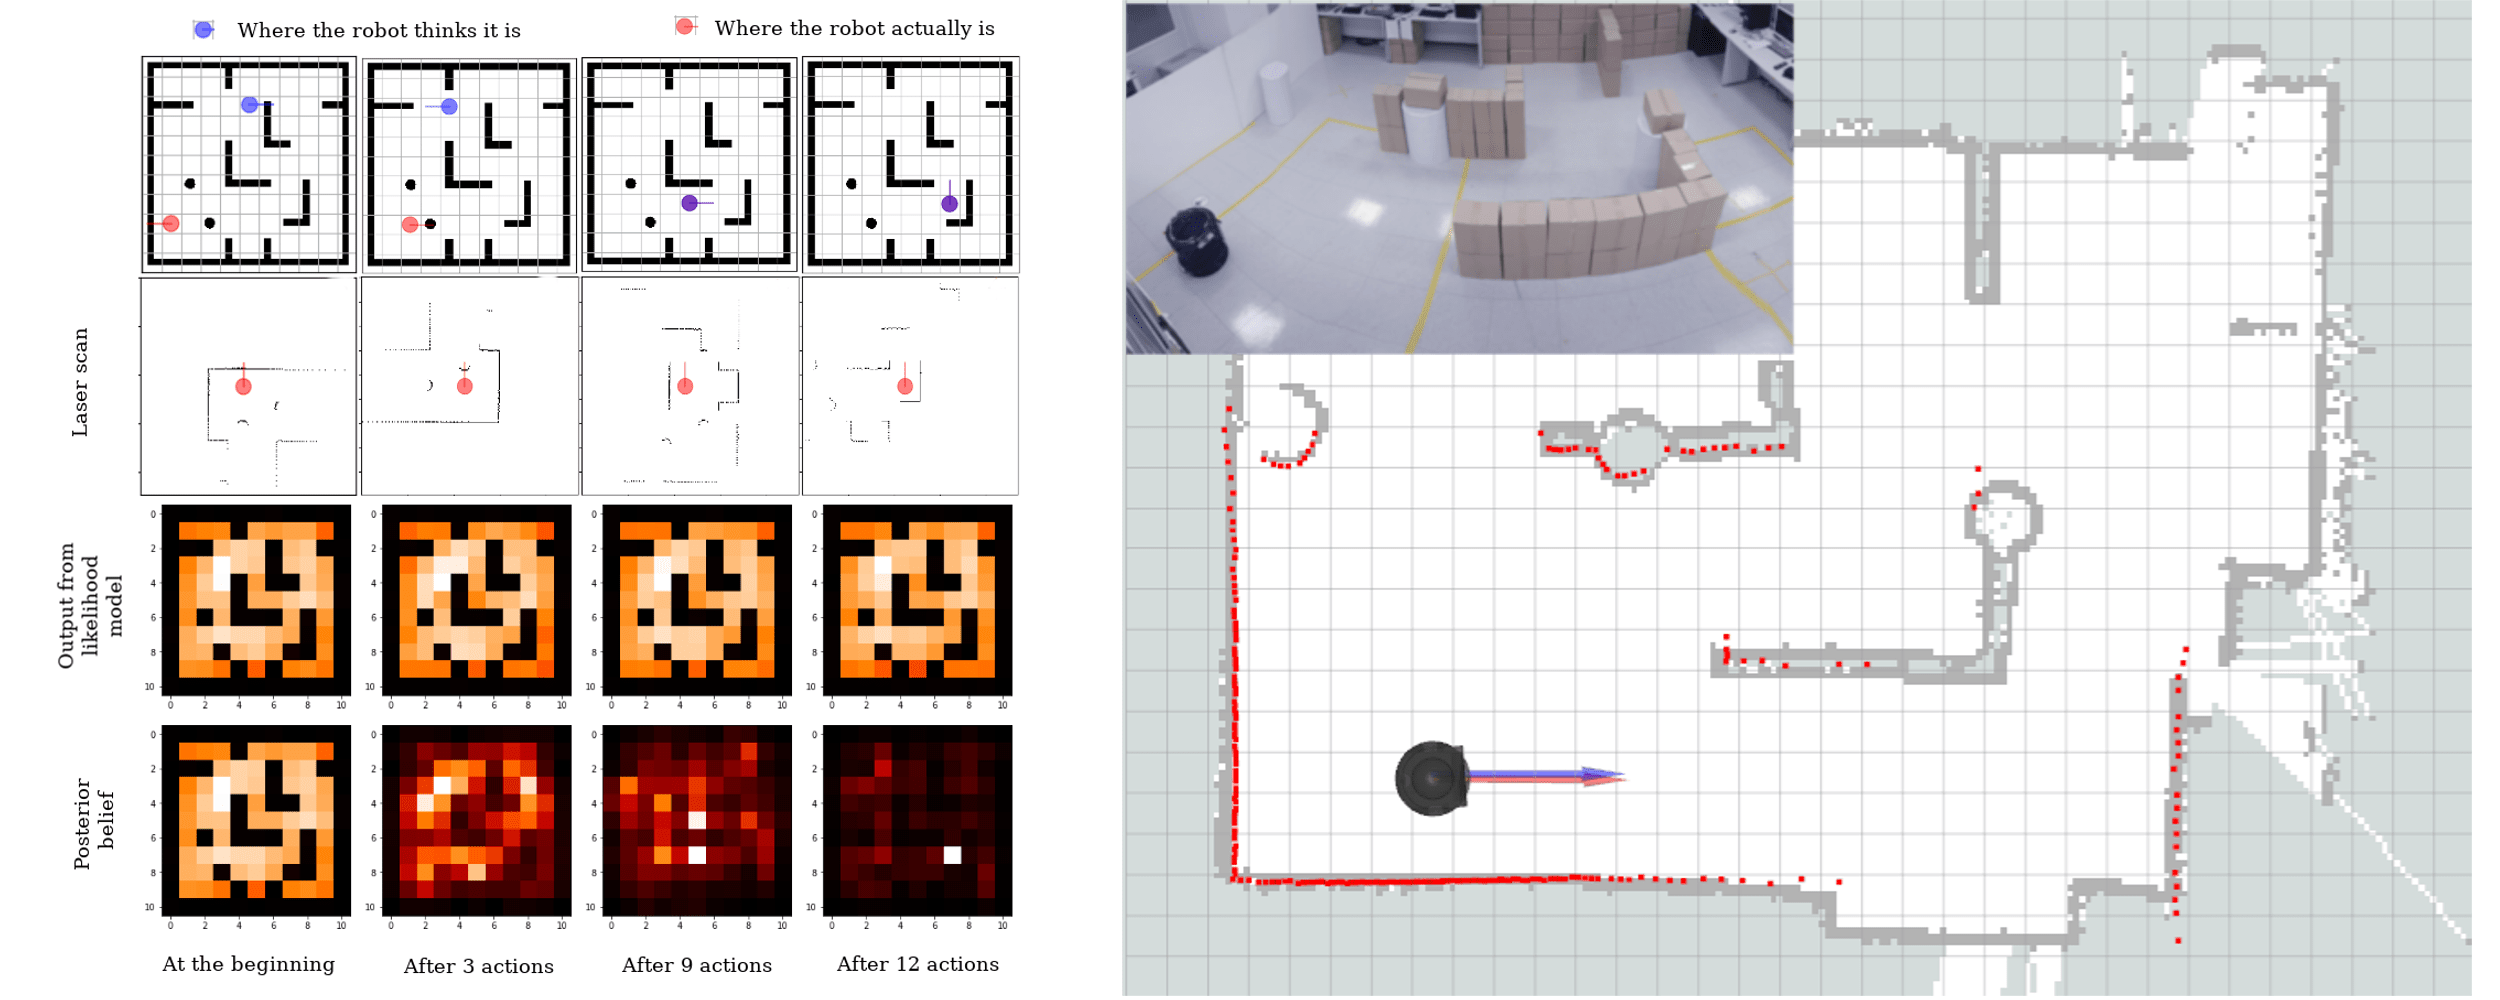 Where the robot thinks it is
Where the robot actually is
Laser scan
Output from
likelihood
model
0
2
4
6
8
10
0 2 4 6 8 10
0
2
4
6
8
10
0 2 4 6 8 10
0
2
4
6
8
10
0 2 4 6 8 10
0
2
4
6
8
10
0 2 4 6 8 10
Posterior
belief
0
2
4
6
8
10
0 2 4 6 8 10
0
2
4
6
8
10
0 2 4 6 8 10
0
2
4
6
8
10
0 2 4 6 8 10
0
2
4
6
8
10
0 2 4 6 8 10
At the beginning
After 3 actions
After 9 actions
After 12 actions